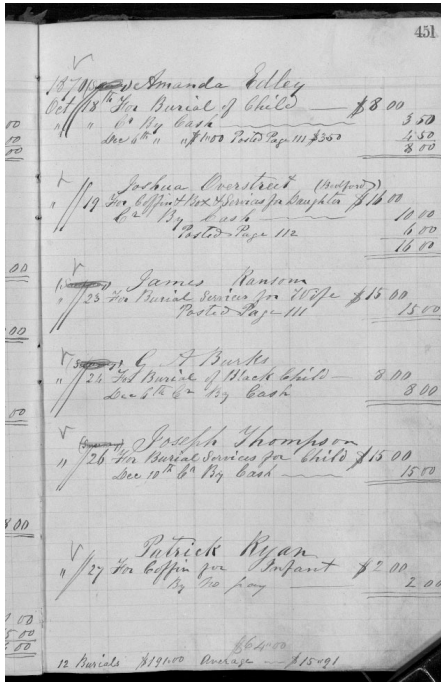 451
1870 Amanda Edley
Oct 18th For Burial of Child $8 00
" " Cr By Cash 3 50
Dec 6th " " $1.00 Posted Page 111 $3.50 4 50
00 8 00
Joshua Overstreet (Bedford)
" 19 For Coffin & Box & Services for Daughter $16 00
Cr By Cash 10 00
Posted Page 112 6 00
16 00
James Ransom
" 23 For Burial Services for Wife $15.00
Posted Page 111 15 00
G A Burks
" 24 For Burial of Black Child 8.00
Dec 6th Cr By Cash 8 00
Joseph Thompson
" 26 For Burial Services for Child $15 00
Dec 10th Cr By Cash 15 00
Patrick Ryan
" 27 For Coffin for Infant $2 00
By No pay 2 00
$64.00
12 Burials $191.00 Average $15.91